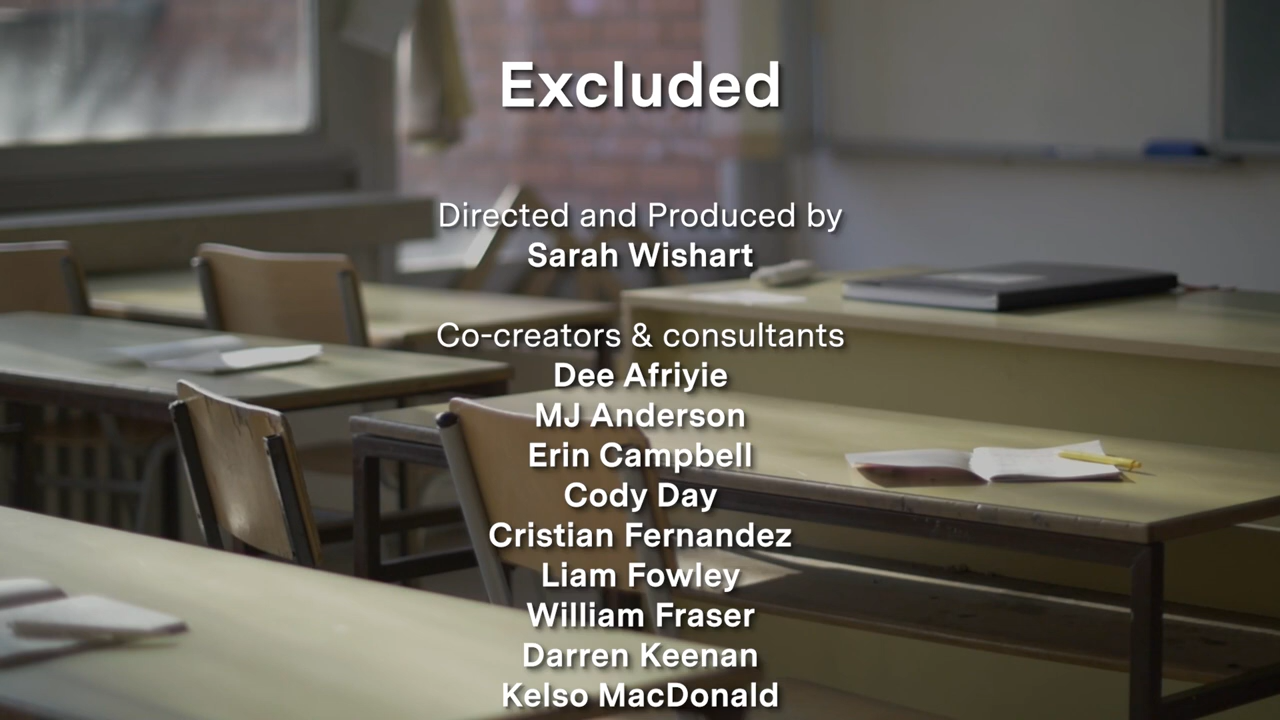 Excluded
Directed and Produced by
Sarah Wishart
Co-creators & consultants
Dee Afriyie
MJ Anderson
Erin Campbell
Cody Day
Cristian Fernandez
Liam Fowley
William Fraser
Darren Keenan
Kelso MacDonald